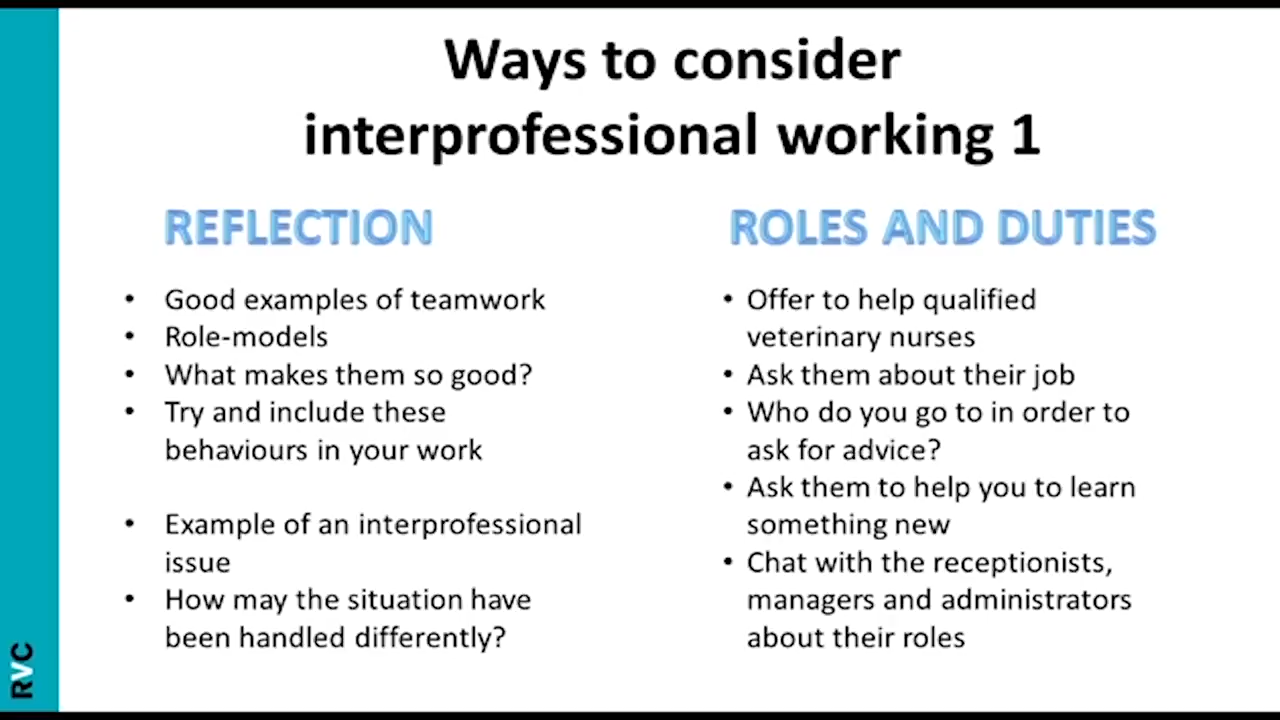 Ways to consider
interprofessional working 1
REFLECTION
• Good examples of teamwork
• Role-models
• What makes them so good?
• Try and include these
behaviours in your work
• Example of an interprofessional
issue
• How may the situation have
been handled differently?
ROLES AND DUTIES
• Offer to help qualified
veterinary nurses
• Ask them about their job
• Who do you go to in order to
ask for advice?
• Ask them to help you to learn
something new
• Chat with the receptionists,
managers and administrators
about their roles
RVC